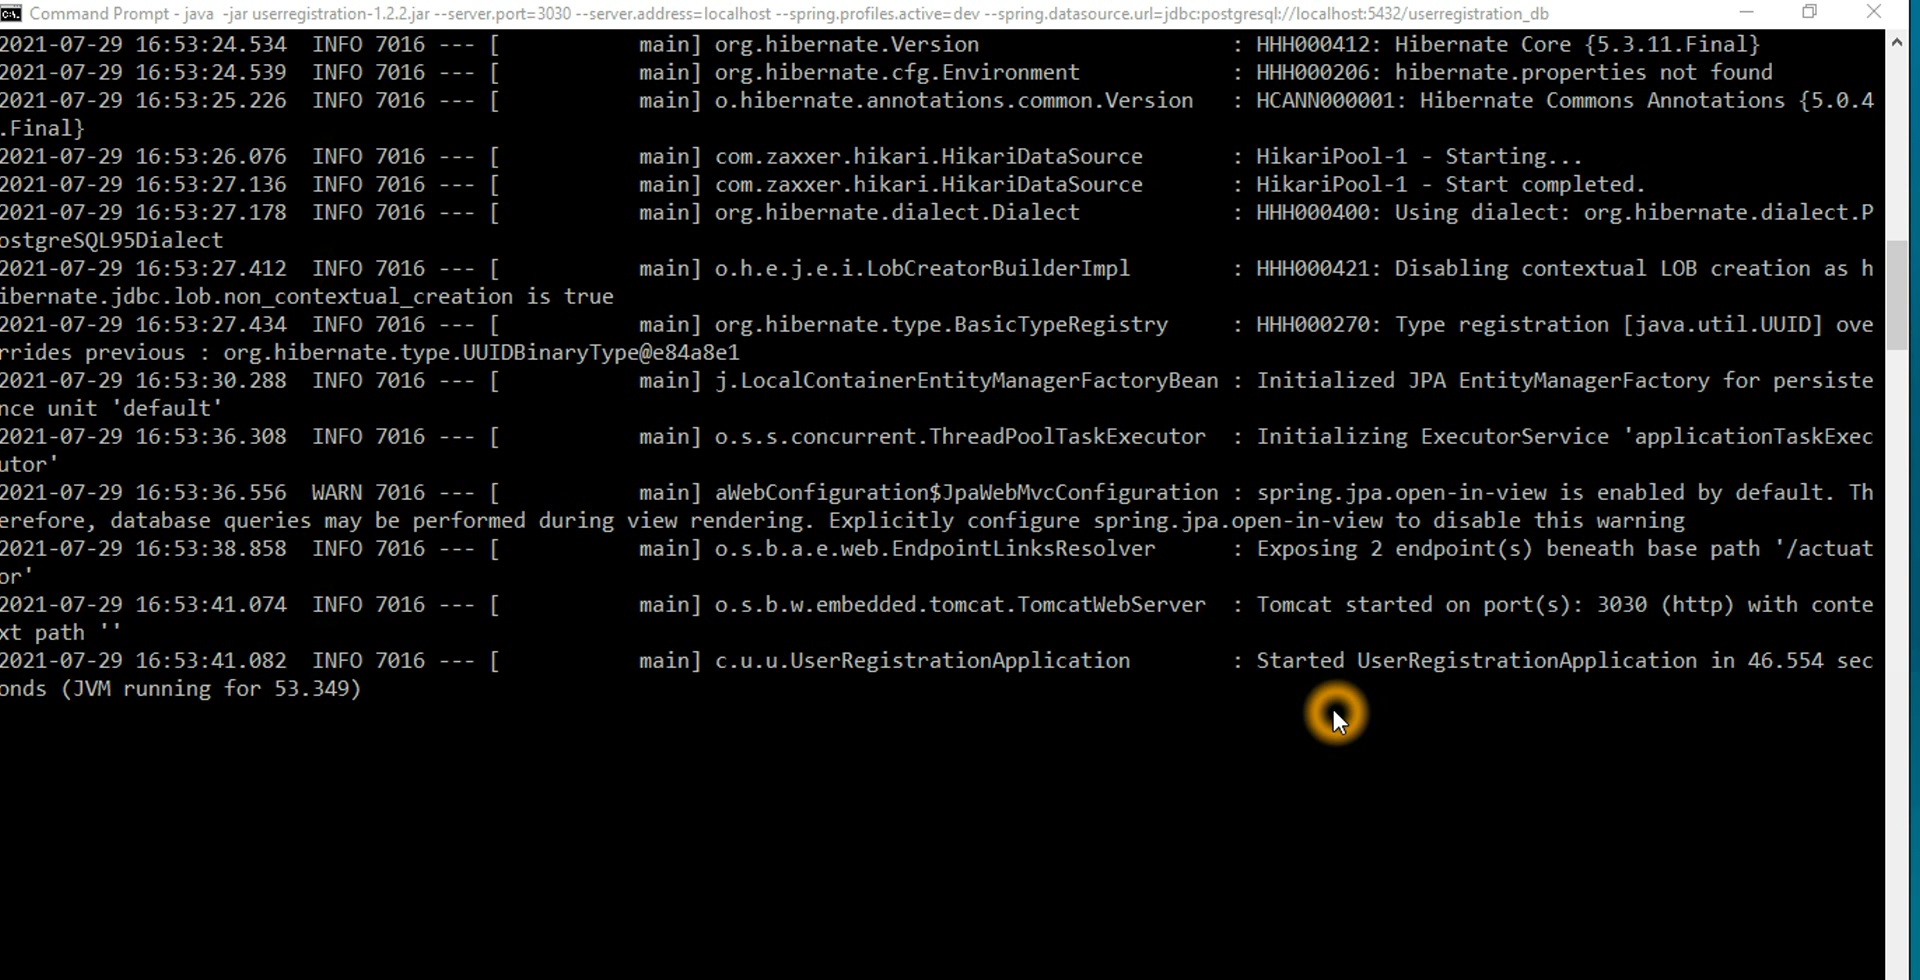 Command Prompt - java -jar userregistration-1.2.2.jar --server.port=3030 --server.address=localhost --spring.profiles.active=dev --spring.datasource.url=jdbc:postgresql://localhost:5432/userregistration_db
2021-07-29 16:53:24.534  INFO 7016 --- [           main] org.hibernate.Version                    : HHH000412: Hibernate Core {5.3.11.Final}
2021-07-29 16:53:24.539  INFO 7016 --- [           main] org.hibernate.cfg.Environment            : HHH000206: hibernate.properties not found
2021-07-29 16:53:25.226  INFO 7016 --- [           main] o.hibernate.annotations.common.Version   : HCANN000001: Hibernate Commons Annotations {5.0.4
.Final}
2021-07-29 16:53:26.076  INFO 7016 --- [           main] com.zaxxer.hikari.HikariDataSource       : HikariPool-1 - Starting...
2021-07-29 16:53:27.136  INFO 7016 --- [           main] com.zaxxer.hikari.HikariDataSource       : HikariPool-1 - Start completed.
2021-07-29 16:53:27.178  INFO 7016 --- [           main] org.hibernate.dialect.Dialect            : HHH000400: Using dialect: org.hibernate.dialect.P
ostgreSQL95Dialect
2021-07-29 16:53:27.412  INFO 7016 --- [           main] o.h.e.j.e.i.LobCreatorBuilderImpl        : HHH000421: Disabling contextual LOB creation as h
ibernate.jdbc.lob.non_contextual_creation is true
2021-07-29 16:53:27.434  INFO 7016 --- [           main] org.hibernate.type.BasicTypeRegistry     : HHH000270: Type registration [java.util.UUID] ove
rrides previous : org.hibernate.type.UUIDBinaryType@e84a8e1
2021-07-29 16:53:30.288  INFO 7016 --- [           main] j.LocalContainerEntityManagerFactoryBean : Initialized JPA EntityManagerFactory for persiste
nce unit 'default'
2021-07-29 16:53:36.308  INFO 7016 --- [           main] o.s.s.concurrent.ThreadPoolTaskExecutor  : Initializing ExecutorService 'applicationTaskExec
utor'
2021-07-29 16:53:36.556  WARN 7016 --- [           main] aWebConfiguration$JpaWebMvcConfiguration : spring.jpa.open-in-view is enabled by default. Th
erefore, database queries may be performed during view rendering. Explicitly configure spring.jpa.open-in-view to disable this warning
2021-07-29 16:53:38.858  INFO 7016 --- [           main] o.s.b.a.e.web.EndpointLinksResolver      : Exposing 2 endpoint(s) beneath base path '/actuat
or'
2021-07-29 16:53:41.074  INFO 7016 --- [           main] o.s.b.w.embedded.tomcat.TomcatWebServer  : Tomcat started on port(s): 3030 (http) with conte
xt path ''
2021-07-29 16:53:41.082  INFO 7016 --- [           main] c.u.u.UserRegistrationApplication        : Started UserRegistrationApplication in 46.554 sec
onds (JVM running for 53.349)